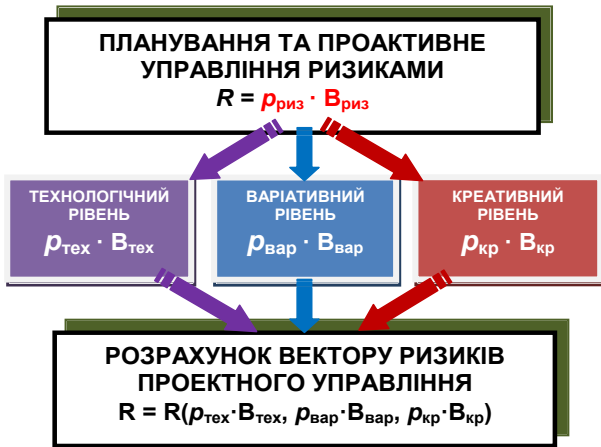 ПЛАНУВАННЯ ТА ПРОАКТИВНЕ
УПРАВЛІННЯ РИЗИКАМИ
R = pриз · Вриз
ТЕХНОЛОГІЧНИЙ
РІВЕНЬ
pтех · Втех
ВАРІАТИВНИЙ
РІВЕНЬ
pвар · Ввар
КРЕАТИВНИЙ
РІВЕНЬ
pкр · Вкр
РОЗРАХУНОК ВЕКТОРУ РИЗИКІВ
ПРОЕКТНОГО УПРАВЛІННЯ
R = R(pтех·Втех, pвар·Ввар, pкр·Вкр)